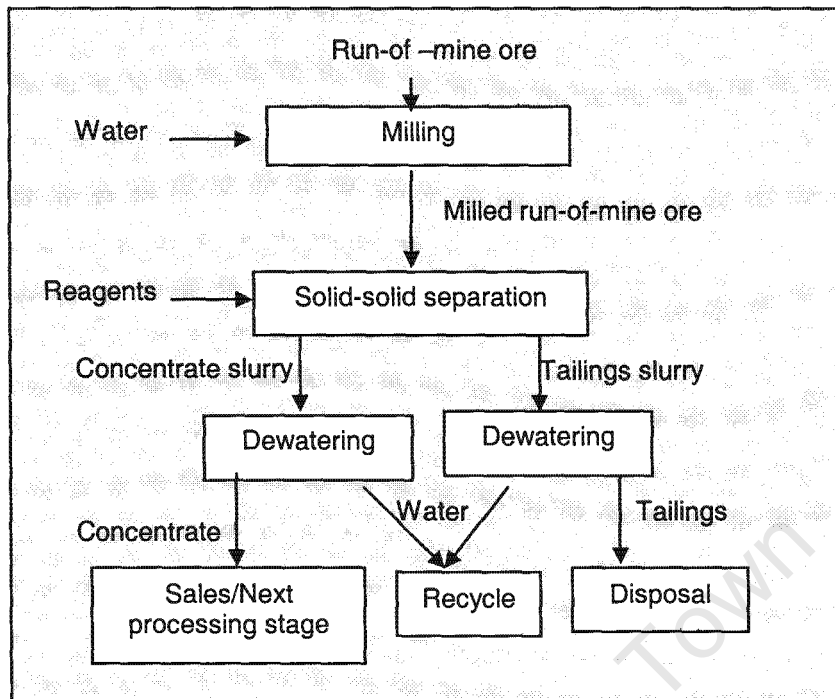 Run-of –mine ore
Water
Milling
Milled run-of-mine ore
Reagents
Solid-solid separation
Concentrate slurry
Tailings slurry
Dewatering
Dewatering
Water
Concentrate
Tailings
Sales/Next
processing stage
Recycle
Disposal
Town